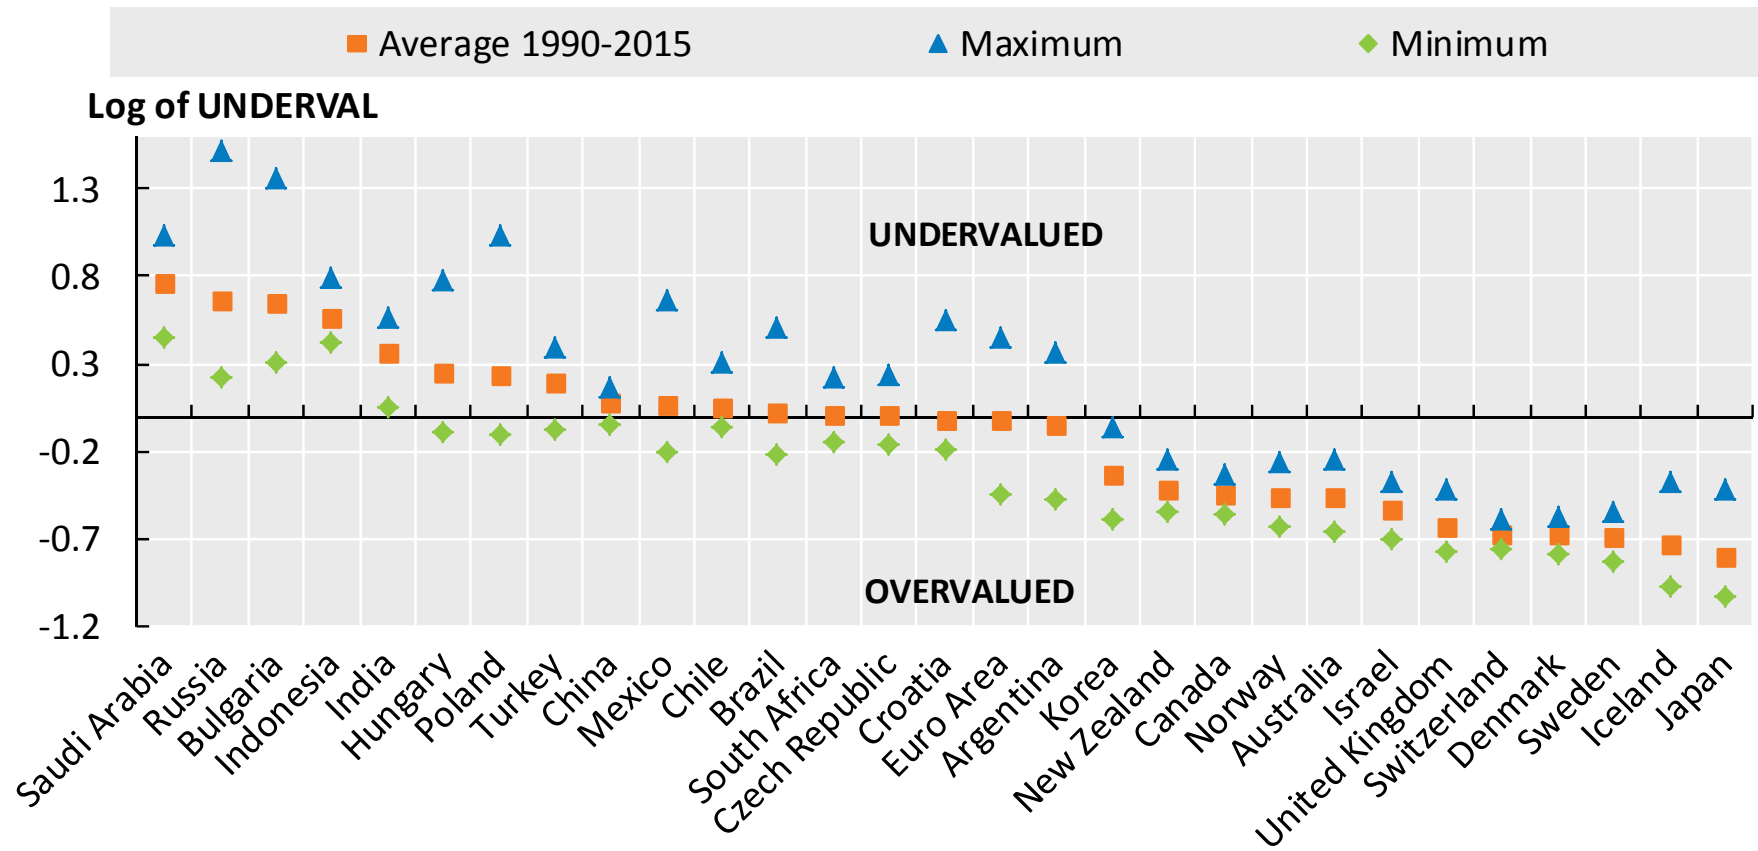 Average 1990-2015
Maximum
Minimum
Log of UNDERVAL
1.3
0.8
0.3
-0.2
-0.7
-1.2
UNDERVALUED
OVERVALUED
Saudi Arabia
Russia
Bulgaria
Indonesia
India
Hungary
Poland
Turkey
China
Mexico
Chile
Brazil
South Africa
Czech Republic
Croatia
Euro Area
Argentina
Korea
New Zealand
Canada
Norway
Australia
Israel
United Kingdom
Switzerland
Denmark
Sweden
Iceland
Japan